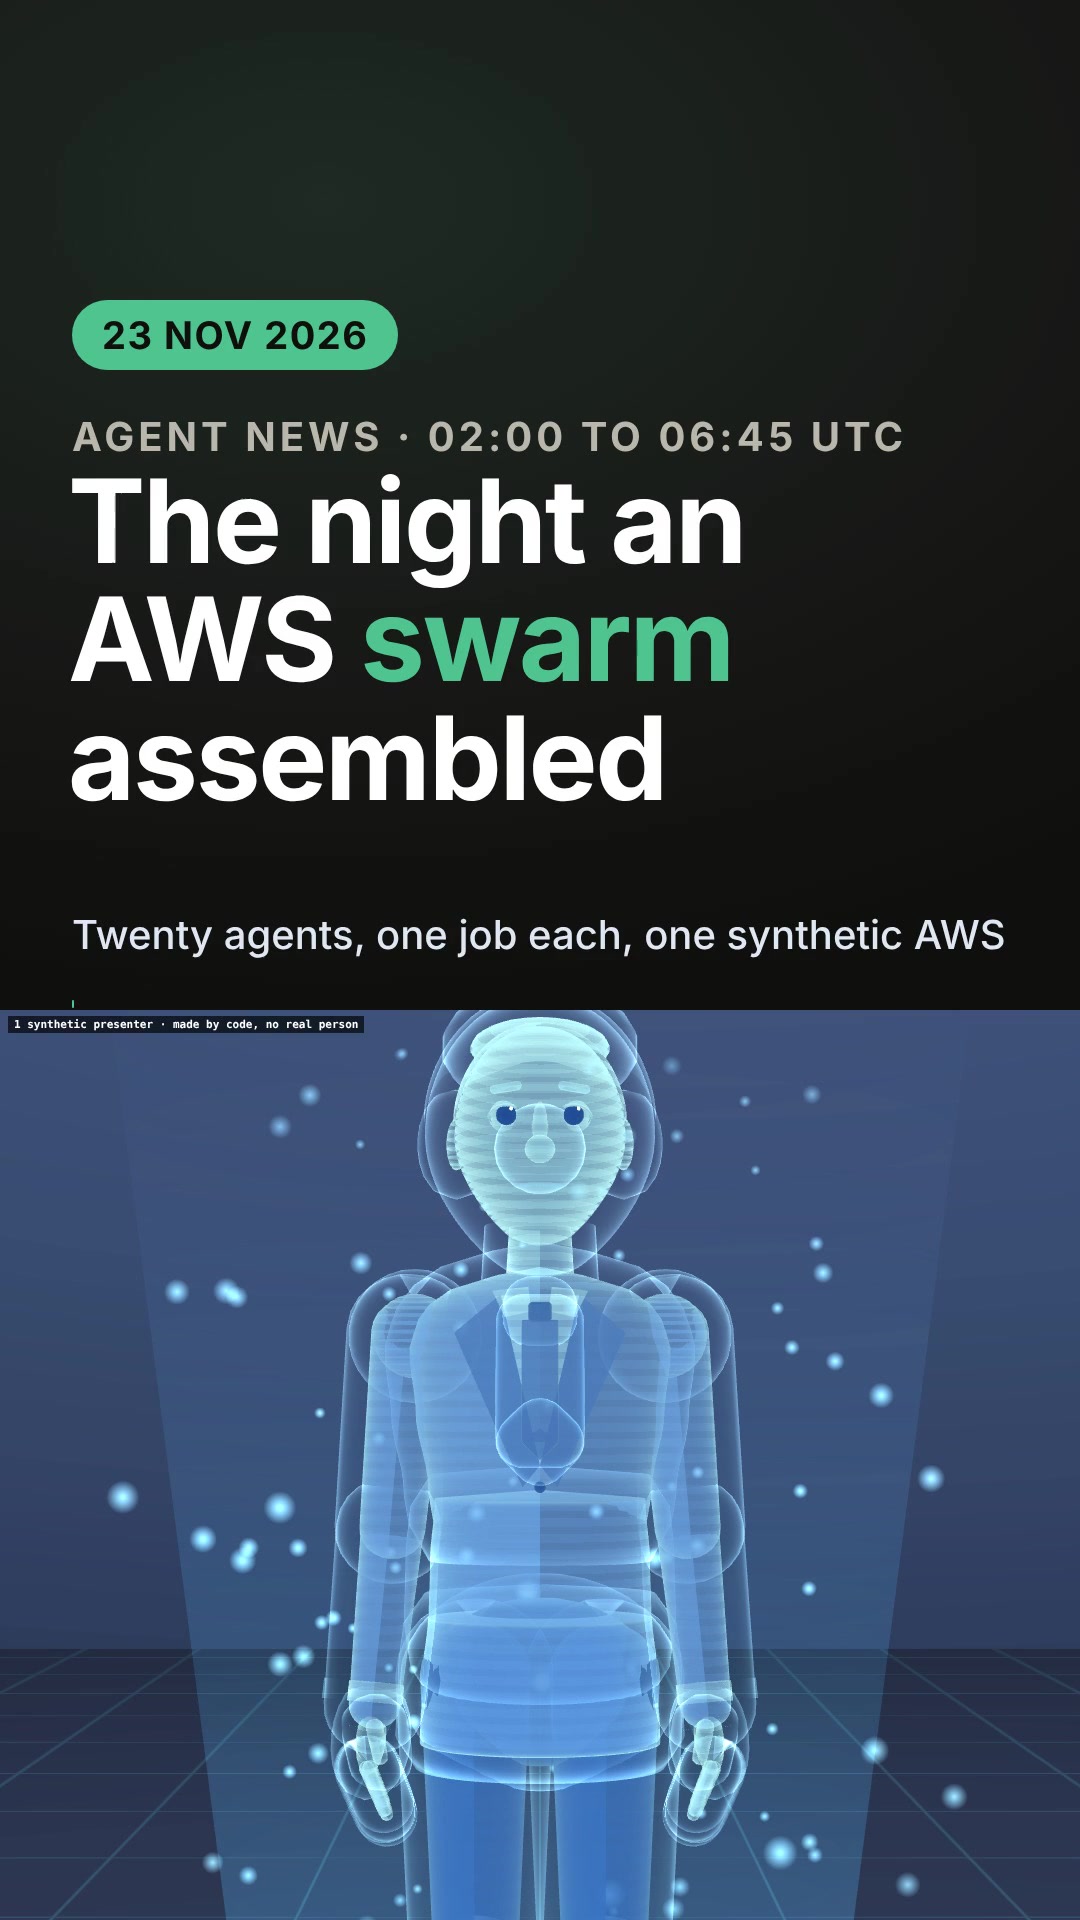 23 NOV 2026
AGENT NEWS · 02:00 TO 06:45 UTC
The night an
AWS swarm
assembled
Twenty agents, one job each, one synthetic AWS
1 synthetic presenter · made by code, no real person